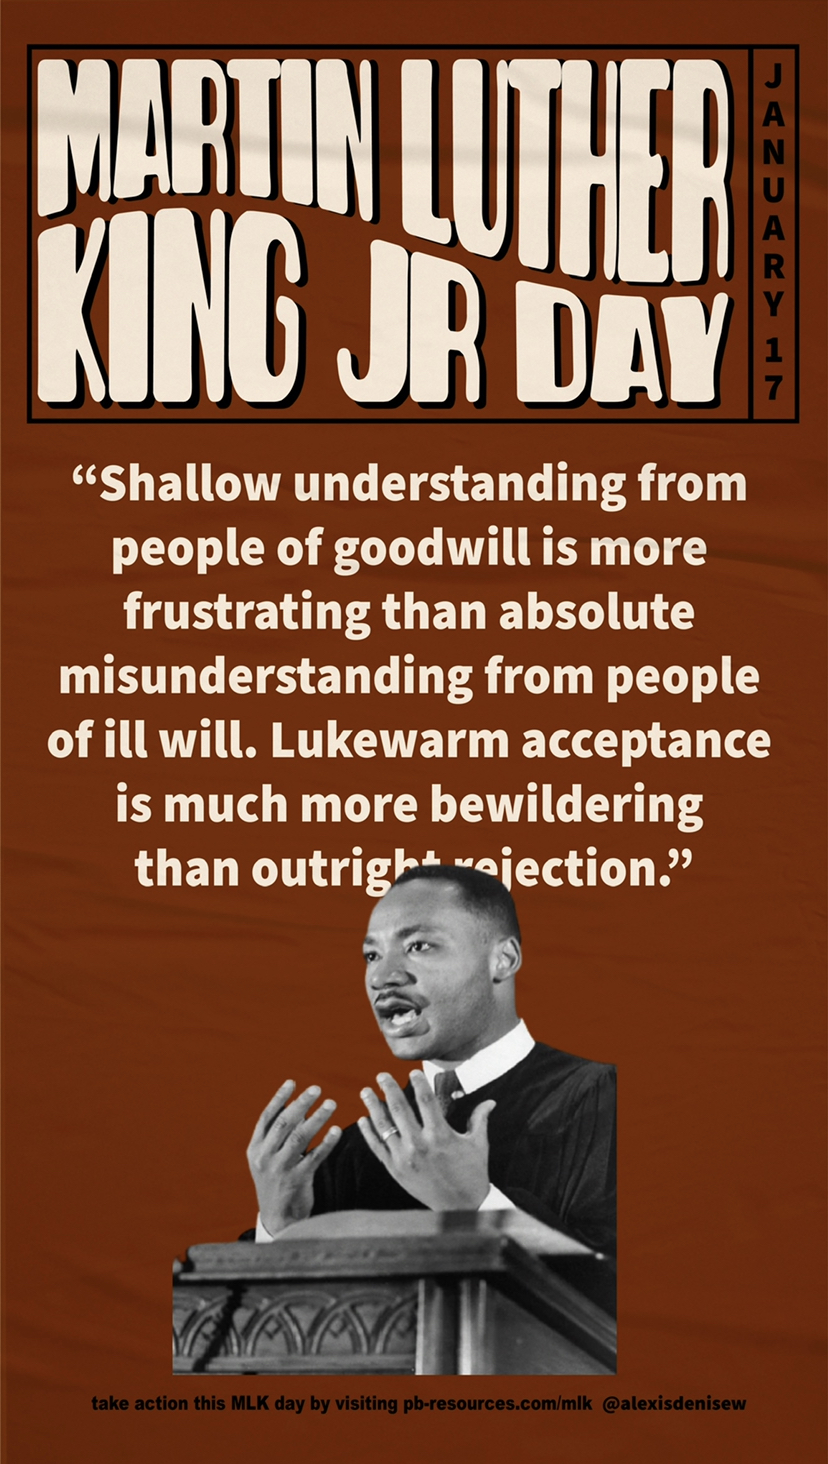 MARTIN LUTHER
KING JR DAY
JANUARY 17
“Shallow understanding from
people of goodwill is more
frustrating than absolute
misunderstanding from people
of ill will. Lukewarm acceptance
is much more bewildering
than outright rejection.”
take action this MLK day by visiting pb-resources.com/mlk @alexisdenisew